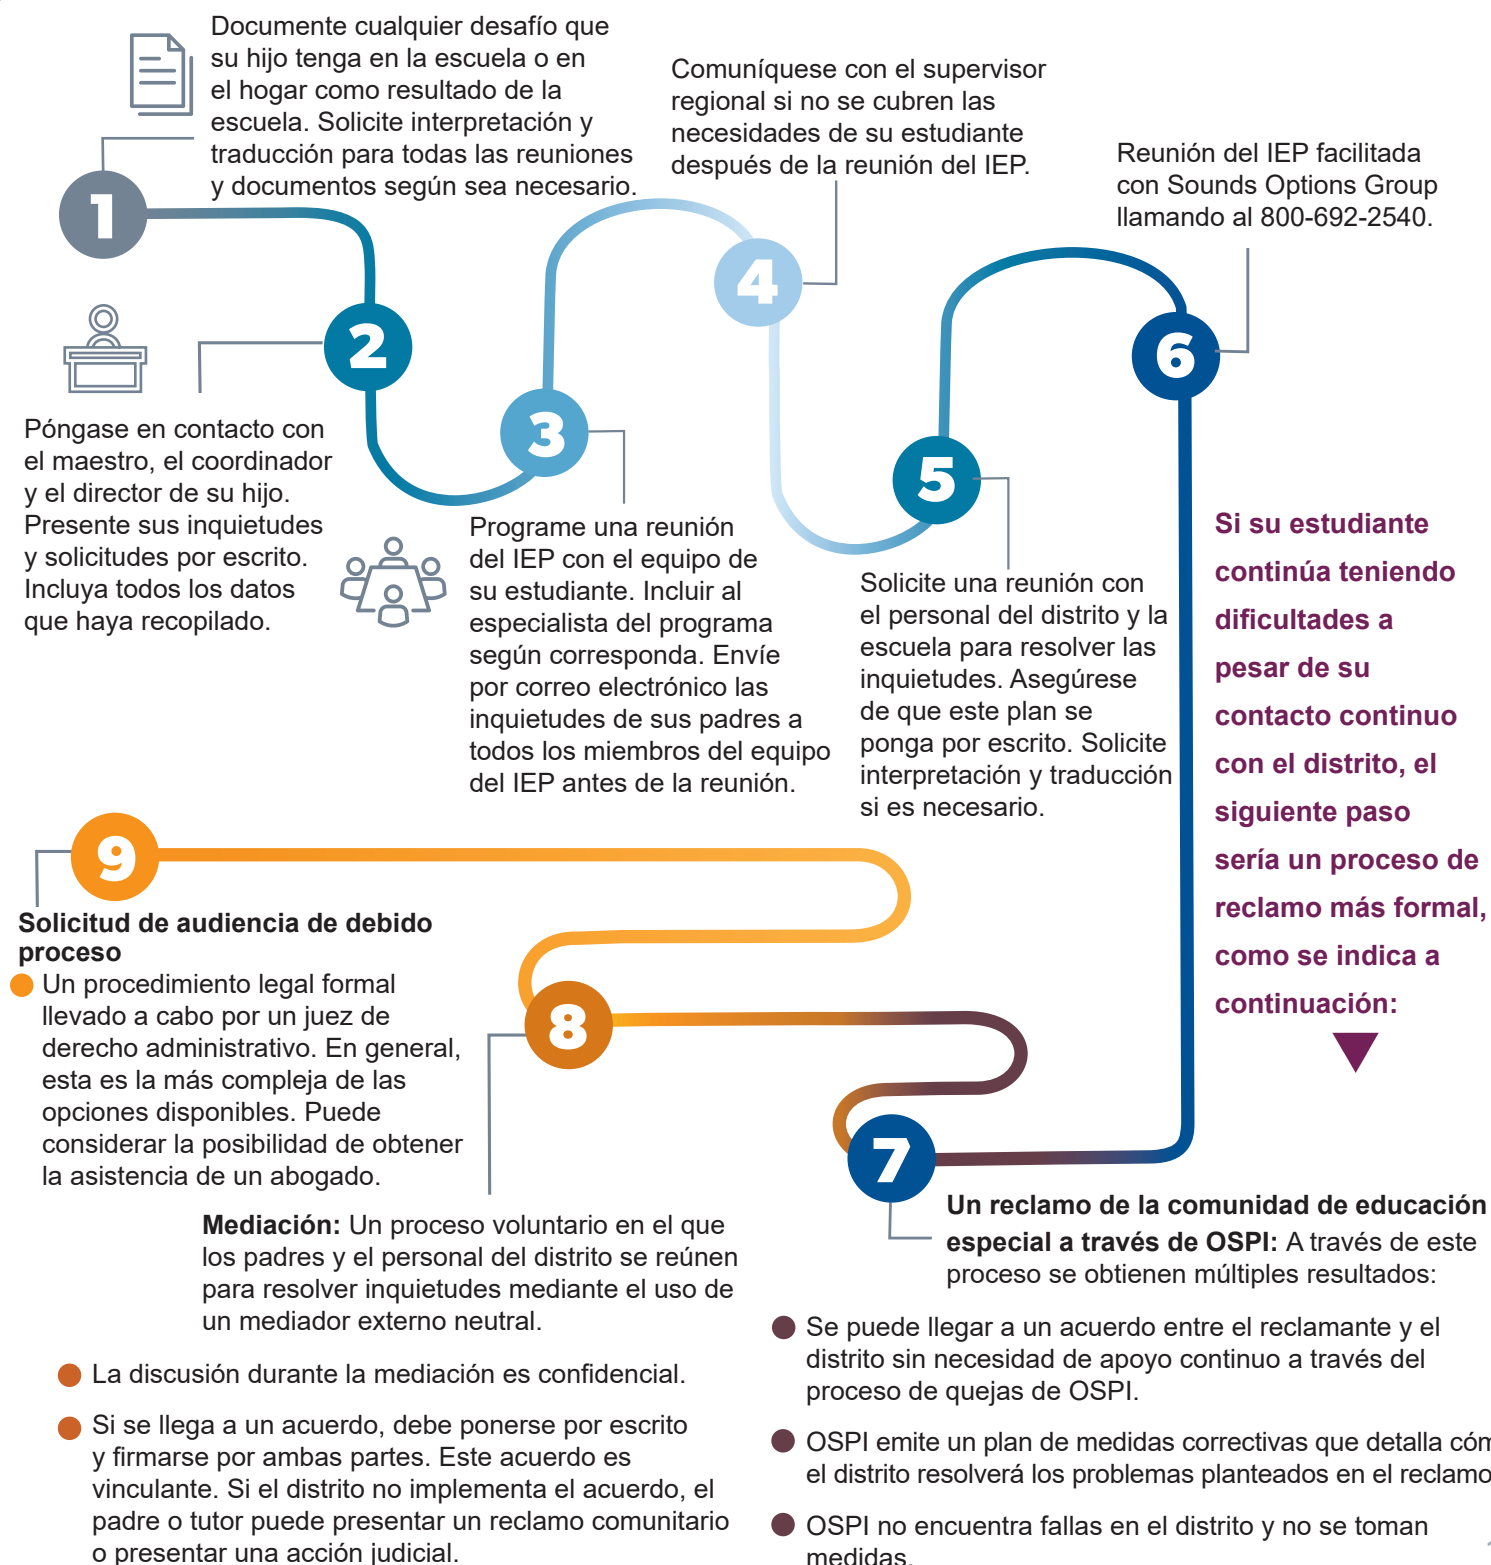 Documente cualquier desafío que
su hijo tenga en la escuela o en
el hogar como resultado de la
escuela. Solicite interpretación y
traducción para todas las reuniones
y documentos según sea necesario.
1
Póngase en contacto con
el maestro, el coordinador
y el director de su hijo.
Presente sus inquietudes
y solicitudes por escrito.
Incluya todos los datos
que haya recopilado.
2
3
Programe una reunión
del IEP con el equipo de
su estudiante. Incluir al
especialista del programa
según corresponda. Envíe
por correo electrónico las
inquietudes de sus padres a
todos los miembros del equipo
del IEP antes de la reunión.
Comuníquese con el supervisor
regional si no se cubren las
necesidades de su estudiante
después de la reunión del IEP.
4
5
Solicite una reunión con
el personal del distrito y la
escuela para resolver las
inquietudes. Asegúrese
de que este plan se
ponga por escrito. Solicite
interpretación y traducción
si es necesario.
Reunión del IEP facilitada
con Sounds Options Group
llamando al 800-692-2540.
6
Si su estudiante
continúa teniendo
dificultades a
pesar de su
contacto continuo
con el distrito, el
siguiente paso
sería un proceso de
reclamo más formal,
como se indica a
continuación:
7
Un reclamo de la comunidad de educación
especial a través de OSPI: A través de este
proceso se obtienen múltiples resultados:
Se puede llegar a un acuerdo entre el reclamante y el
distrito sin necesidad de apoyo continuo a través del
proceso de quejas de OSPI.
OSPI emite un plan de medidas correctivas que detalla
el distrito resolverá los problemas planteados en el reclamo
OSPI no encuentra fallas en el distrito y no se toman
medidas.
8
Mediación: Un proceso voluntario en el que
los padres y el personal del distrito se reúnen
para resolver inquietudes mediante el uso de
un mediador externo neutral.
La discusión durante la mediación es confidencial.
Si se llega a un acuerdo, debe ponerse por escrito
y firmarse por ambas partes. Este acuerdo es
vinculante. Si el distrito no implementa el acuerdo, el
padre o tutor puede presentar un reclamo comunitario
o presentar una acción judicial.
9
Solicitud de audiencia de debido
proceso
Un procedimiento legal formal
llevado a cabo por un juez de
derecho administrativo. En general,
esta es la más compleja de las
opciones disponibles. Puede
considerar la posibilidad de obtener
la asistencia de un abogado.